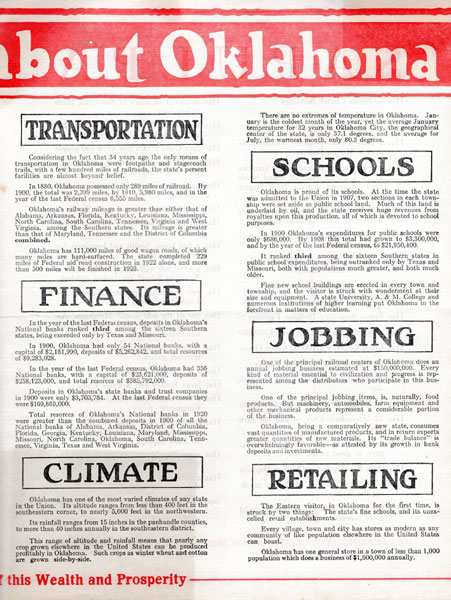 about Oklahoma
TRANSPORTATION
Considering the fact that 34 years ago the only means of
transportation in Oklahoma were footpaths and stagecoach
trails, with a few hundred miles of railroads, the state's present
facilities are almost beyond belief.
In 1880, Oklahoma possessed only 289 miles of railroad. By
1900, the total was 2,399 miles, by 1910, 5,980 miles, and in the
year of the last Federal census 6,555 miles.
Oklahoma's railway mileage is greater than either that of
Alabama, Arkansas, Florida, Kentucky, Louisiana, Mississippi,
North Carolina, South Carolina, Tennessee, Virginia and West
Virginia, among the Southern states. Its mileage is greater
than that of Maryland, Tennessee and the District of Columbia
combined.
Oklahoma has 111,000 miles of good wagon roads, of which
many miles are hard-surfaced. The state completed 229
miles of Federal aid road construction in 1922 alone, and more
than 500 miles will be finished in 1923.
FINANCE
In the year of the last Federal census, deposits in Oklahoma's
National banks ranked third among the sixteen Southern
states, being exceeded only by Texas and Missouri.
In 1900, Oklahoma had only 54 National banks, with a
capital of $2,181,990, deposits of $5,262,842, and total resources
of $9,283,028.
In the year of the last Federal census, Oklahoma had 356
National banks, with a capital of $23,621,000, deposits of
$258,123,000, and total resources of $385,792,000.
Deposits in Oklahoma's state banks and trust companies
in 1900 were only $3,703,784. At the last Federal census they
were $169,869,000.
Total resorces of Oklahoma's National banks in 1920
were greater than the combined deposits in 1900 of all the
National banks of Alabama, Arkansas, District of Columbia,
Florida, Georgia, Kentucky, Louisiana, Maryland, Mississippi,
Missouri, North Carolina, Oklahoma, South Carolina, Tenn-
essee, Virginia, Texas and West Virginia.
CLIMATE
Oklahoma has one of the most varied climates of any state
in the Union. Its altitude ranges from less than 400 feet in the
southeastern corner, to nearly 5,000 feet in the northwestern.
Its rainfall ranges from 15 inches in the panhandle counties,
to more than 40 inches annually in the southeastern district.
This range of altitude and rainfall means that nearly any
crop grown elsewhere in the United States can be produced
profitably in Oklahoma. Such crops as winter wheat and cotton
are grown side-by-side.
There are no extremes of temperature in Oklahoma. Jan-
uary is the coldest month of the year, yet the average January
temperature for 32 years in Oklahoma City, the geographical
center of the state, is only 37.1 degrees, and the average for
July, the warmest month, only 80.3 degrees.
SCHOOLS
Oklahoma is proud of its schools. At the time the state
was admitted to the Union in 1907, two sections in each town-
ship were set aside as public school land. Much of this land is
underlaid by oil, and the state receives huge revenues from
royalties upon this production, all of which is devoted to school
purposes.
In 1900 Oklahoma's expenditures for public schools were
only $686,000. By 1908 this total had grown to $3,300,000,
and by the year of the last Federal census, to $21,950,400.
It ranked third among the sixteen Southern states in
public school expenditures, being outranked only by Texas and
Missouri, both with populations much greater, and both much
older.
Fine new school buildings are erected in every town and
township, and the visitor is struck with wonderment at their
size and equipment. A state University, A. & M. College and
numerous institutions of higher learning put Oklahoma in the
forefront in matters of education.
JOBBING
One of the principal railroad centers of Oklahoma does an
annual jobbing business estimated at $150,000,000. Every
kind of material essential to civilization and progress is rep-
resented among the distributors who participate in this bus-
iness.
One of the principal jobbing items, is, naturally, food
products. But machinery, automobiles, farm equipment and
other mechanical products represent a considerable portion
of the business.
Oklahoma, being a comparatively new state, consumes
vast quantities of manufactured products, and in return exports
greater quantities of raw materials. Its "trade balance" is
overwhelmingly favorable—as attested by its growth in bank
deposits and investments.
RETAILING
The Eastern visitor, in Oklahoma for the first time, is
struck by two things: The state's fine schools, and its unex-
celled retail establishments.
Every village, town and city has stores as modern as any
community of like population elsewhere in the United States
can boast.
Oklahoma has one general store in a town of less than 1,000
population which does a business of $1,500,000 annually.
f this Wealth and Prosperity